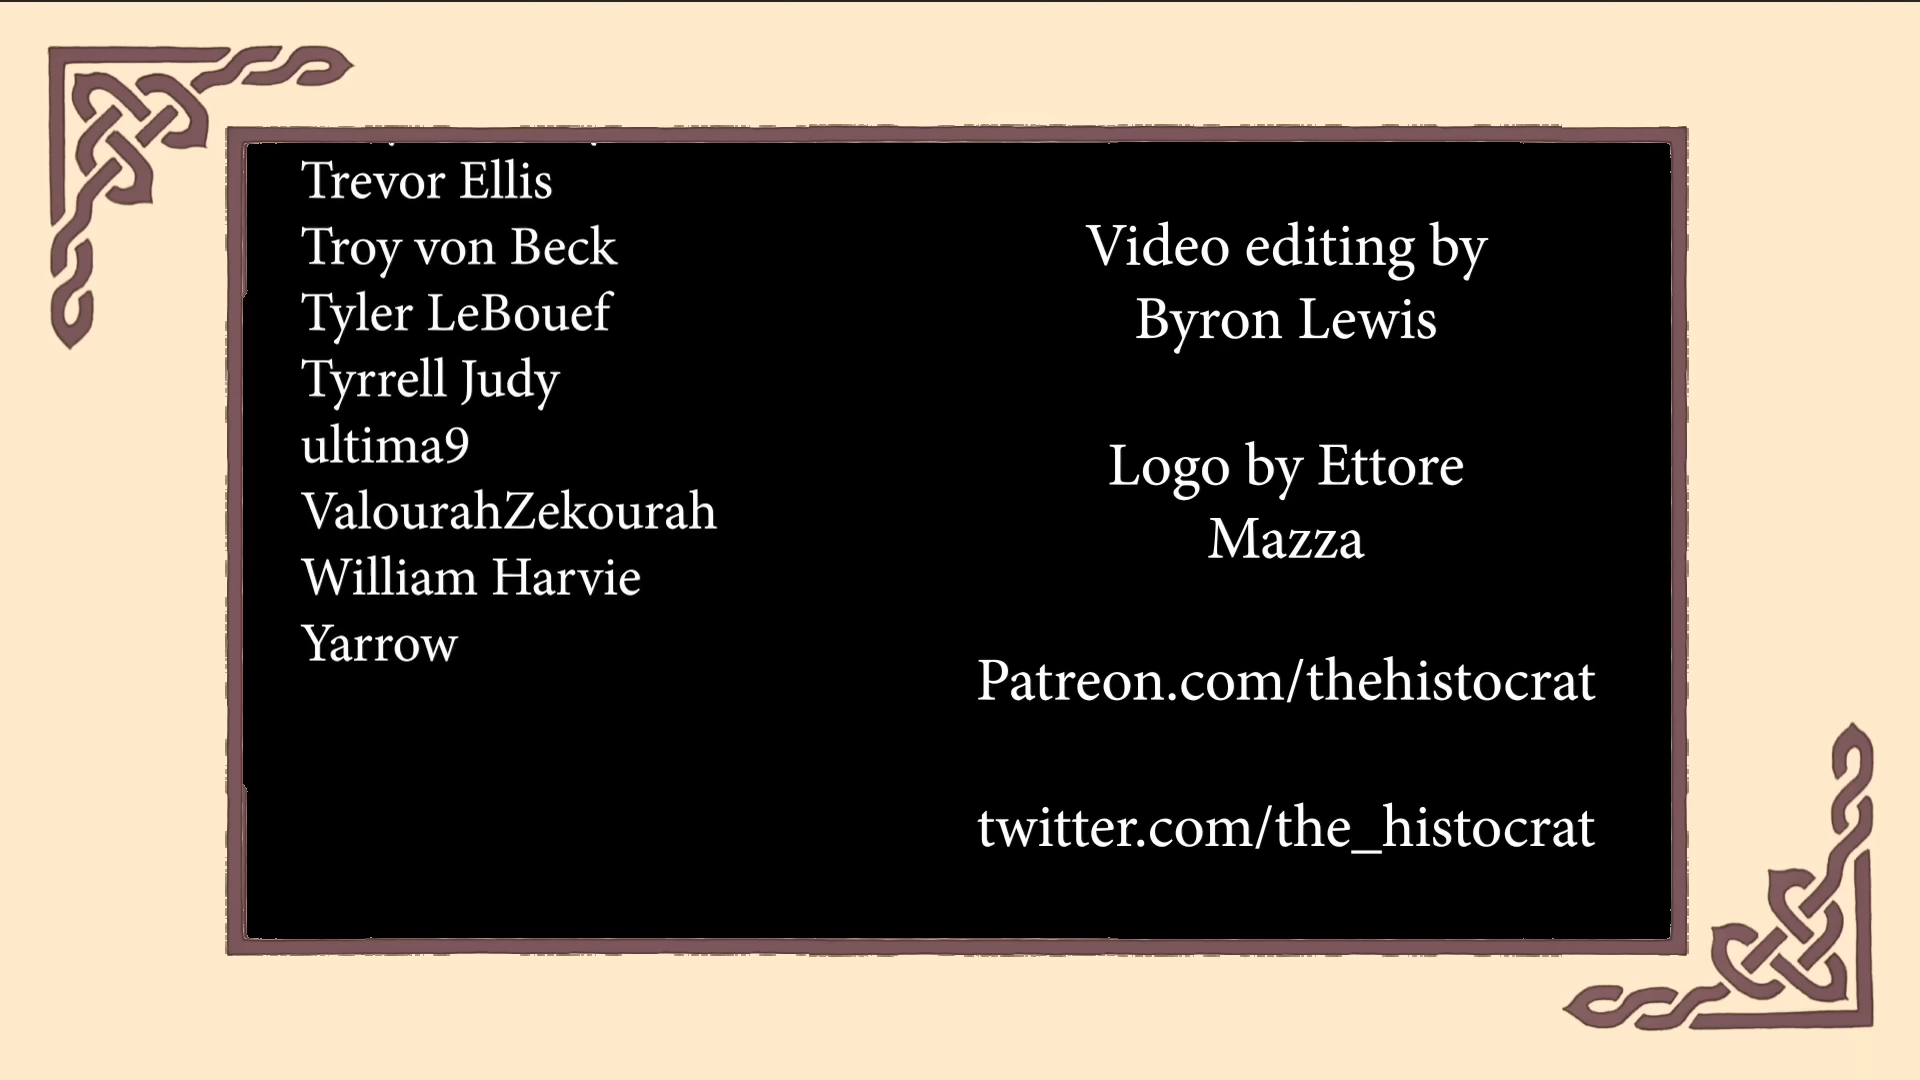 Trevor Ellis
Troy von Beck
Tyler LeBouef
Tyrrell Judy
ultima9
ValourahZekourah
William Harvie
Yarrow
Video editing by
Byron Lewis
Logo by Ettore
Mazza
Patreon.com/thehistocrat
twitter.com/the_histocrat